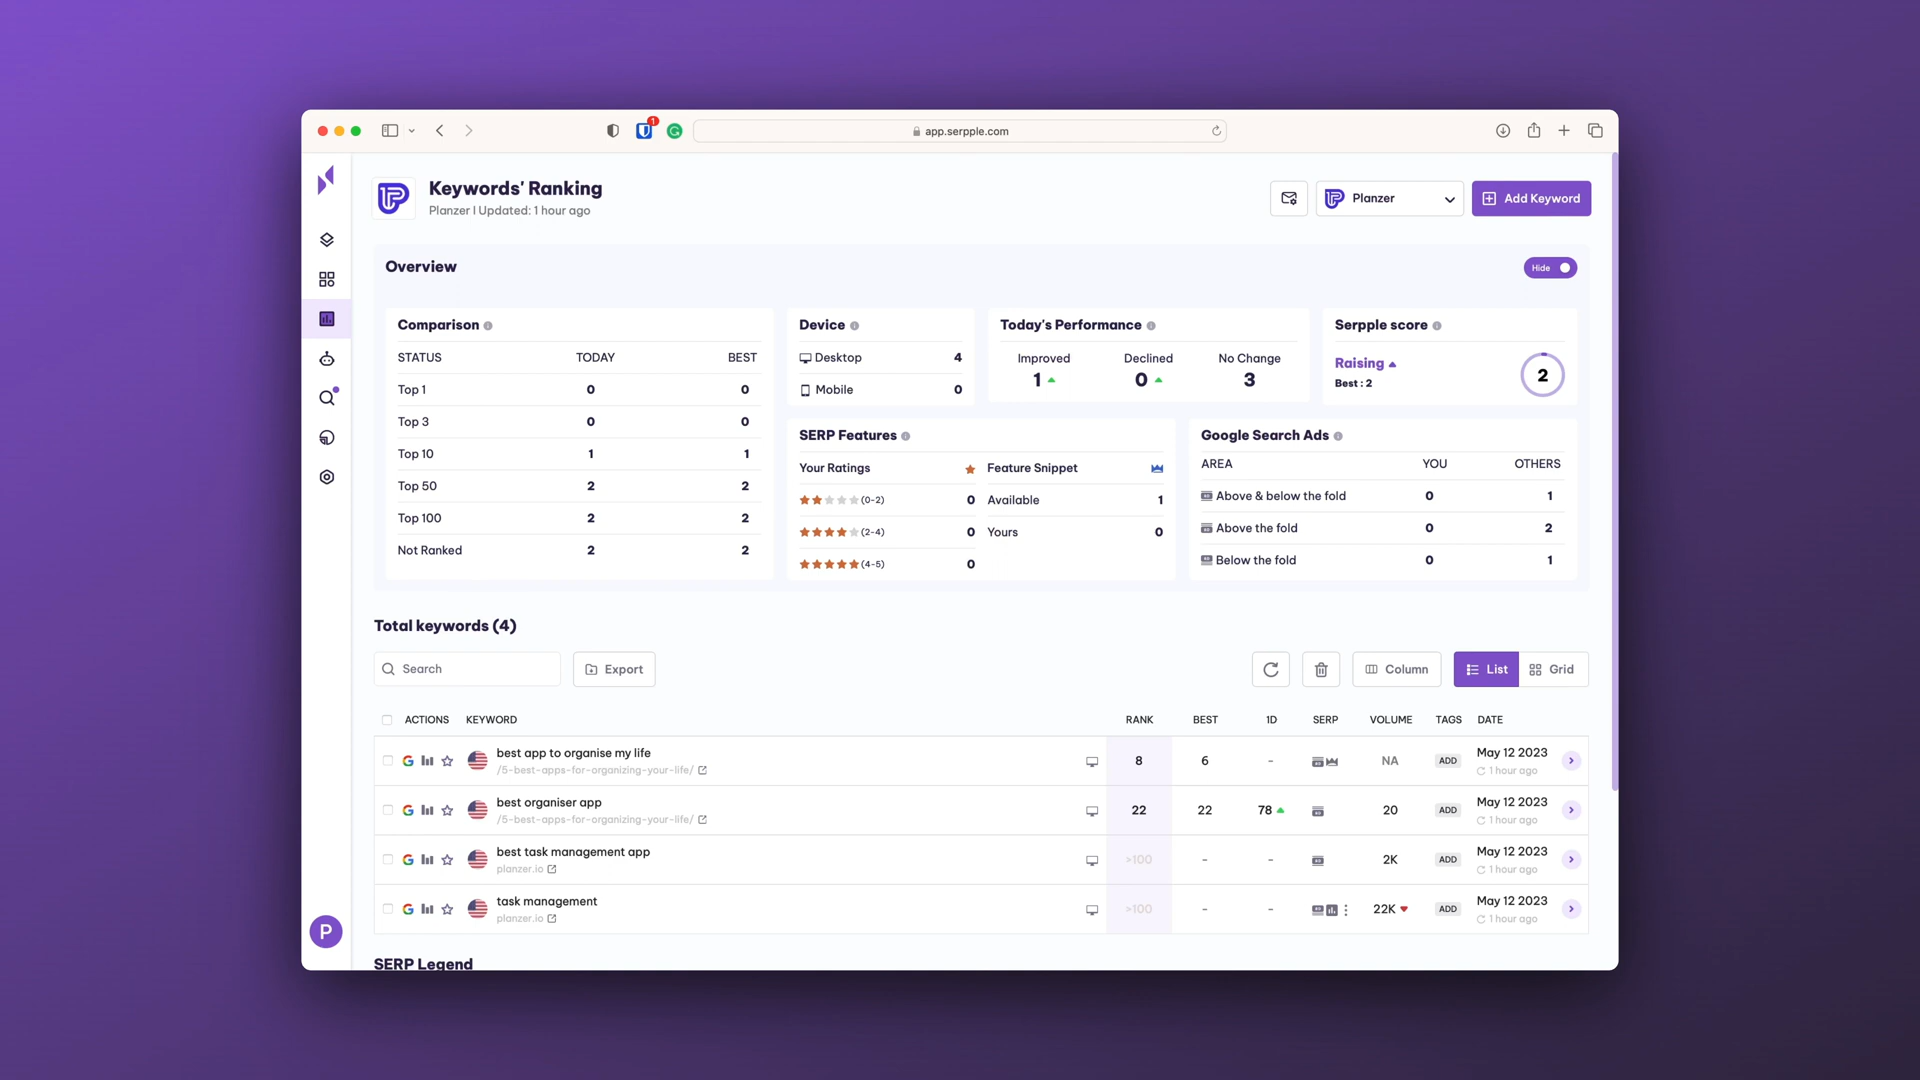 1
app.serpple.com
Keywords' Ranking
Planzer | Updated: 1 hour ago
Planzer
Add Keyword
Overview
Hide
Comparison
STATUS TODAY BEST
Top 1 0 0
Top 3 0 0
Top 10 1 1
Top 50 2 2
Top 100 2 2
Not Ranked 2 2
Device
Desktop 4
Mobile 0
Today's Performance
Improved Declined No Change
1 0 3
Serpple score
Raising
Best : 2
2
SERP Features
Your Ratings
(0-2) 0
(2-4) 0
(4-5) 0
Feature Snippet
Available 1
Yours 0
Google Search Ads
AREA YOU OTHERS
Above & below the fold 0 1
Above the fold 0 2
Below the fold 0 1
Total keywords (4)
Search
Export
Column
List
Grid
ACTIONS KEYWORD RANK BEST 1D SERP VOLUME TAGS DATE
best app to organise my life 8 6 - NA ADD May 12 2023
/5-best-apps-for-organizing-your-life/ 1 hour ago
best organiser app 22 22 78 20 ADD May 12 2023
/5-best-apps-for-organizing-your-life/ 1 hour ago
best task management app >100 - - 2K ADD May 12 2023
planzer.io 1 hour ago
task management >100 - - 22K ADD May 12 2023
planzer.io 1 hour ago
P
SERP Legend